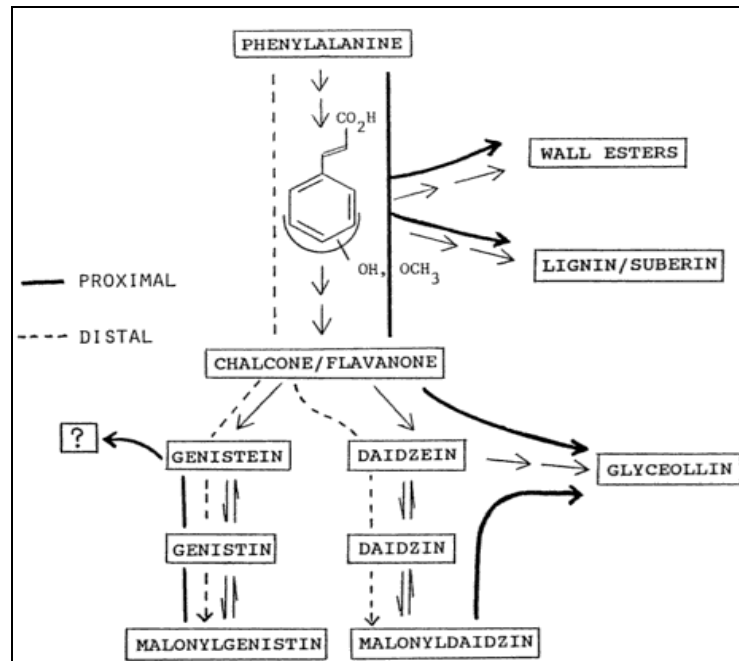 PHENYLALANINE
CO2H
WALL ESTERS
LIGNIN/SUBERIN
OH, OCH3
PROXIMAL
DISTAL
CHALCONE/FLAVANONE
?
GENISTEIN
DAIDZEIN
GLYCEOLLIN
GENISTIN
DAIDZIN
MALONYLGENISTIN
MALONYLDAIDZIN